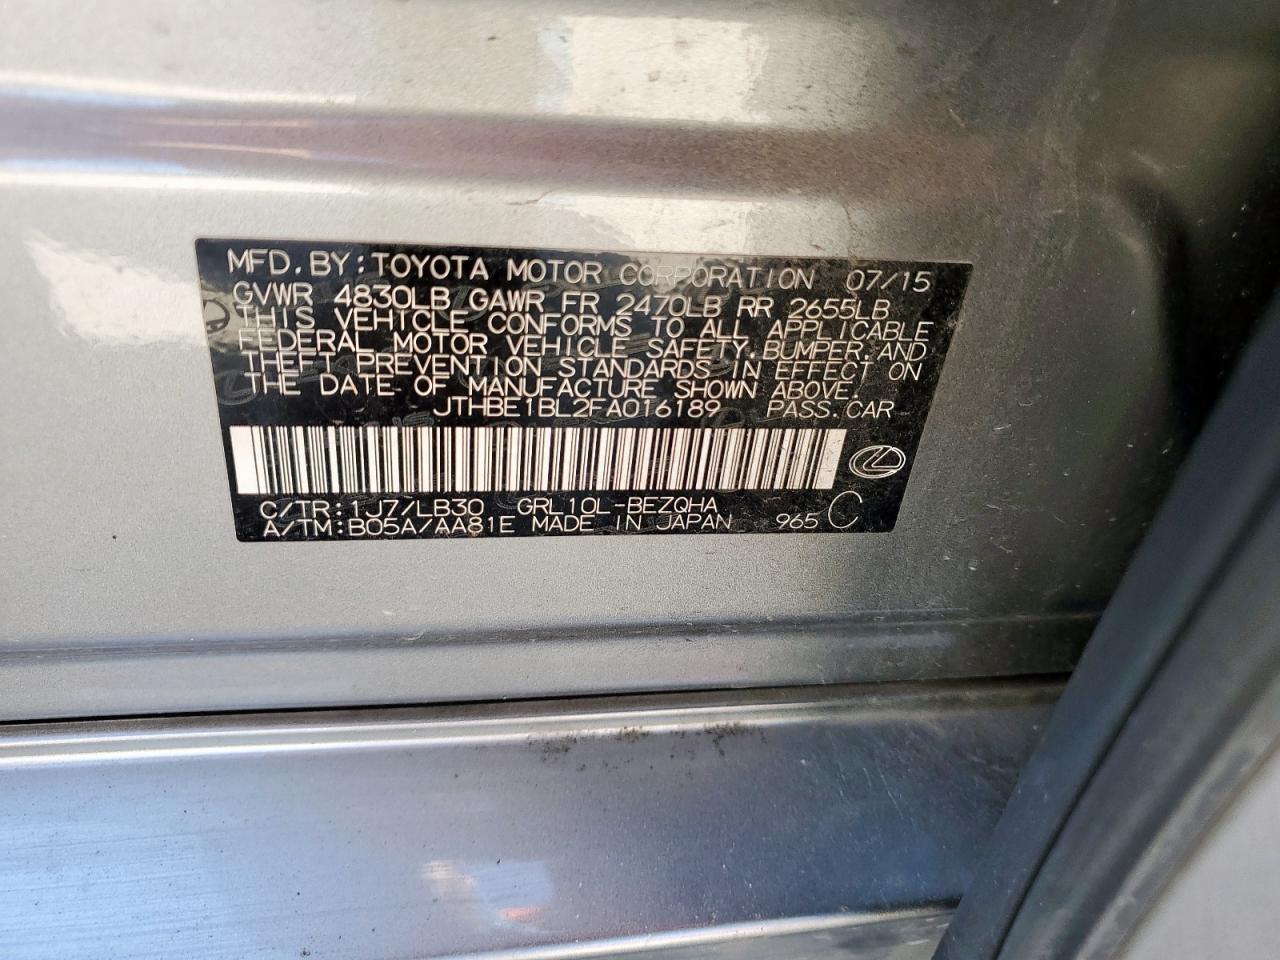 MFD. BY: TOYOTA MOTOR CORPORATION 07/15
GVWR 4830LB GAWR FR 2470LB RR 2655LB
THIS VEHICLE CONFORMS TO ALL APPLICABLE
FEDERAL MOTOR VEHICLE SAFETY, BUMPER, AND
THEFT PREVENTION STANDARDS IN EFFECT ON
THE DATE OF MANUFACTURE SHOWN ABOVE.
JTHBE1BL2FA016189 PASS. CAR
C/TR: 1J7/LB30 GRL10L-BEZQHA
A/TM: B05A/AA81E MADE IN JAPAN 965 C